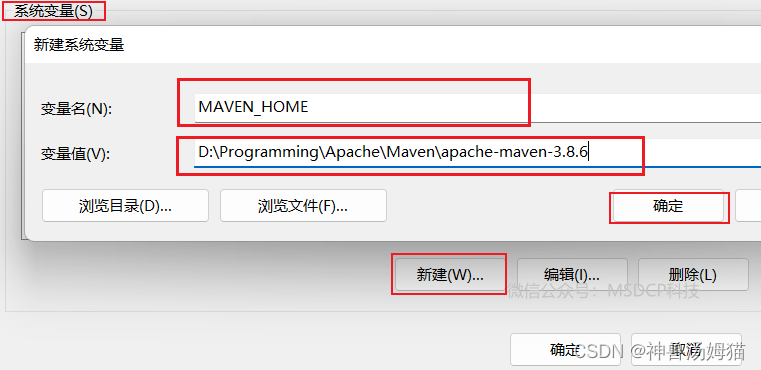 系统变量(S)
新建系统变量
变量名(N):
MAVEN_HOME
变量值(V):
D:\Programming\Apache\Maven\apache-maven-3.8.6
浏览目录(D)...
浏览文件(F)...
确定
新建(W)...
编辑(I)...
删除(L)
微信公众号：MSDCP科技
确定
取消
CSDN @神兽汤姆猫